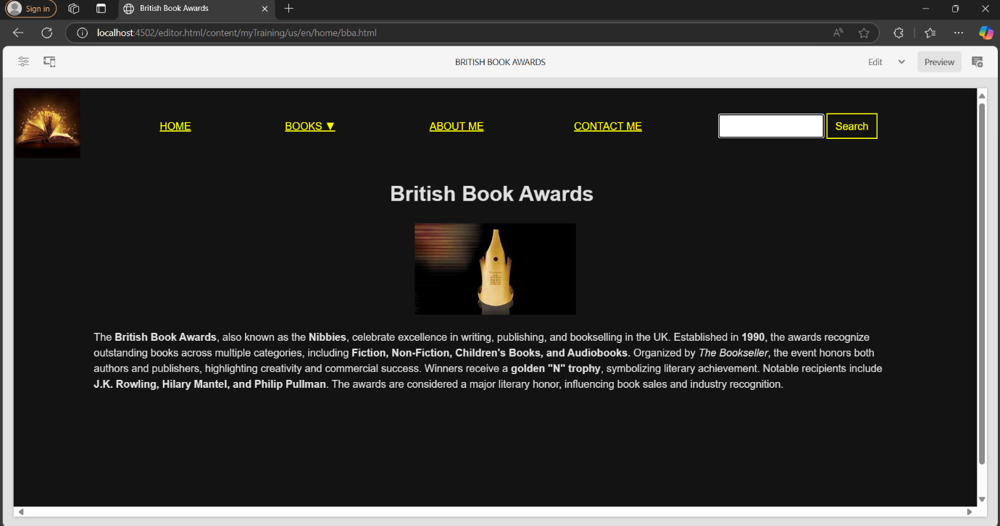 Sign in
British Book Awards
localhost:4502/editor.html/content/myTraining/us/en/home/bba.html
BRITISH BOOK AWARDS
Edit
Preview
HOME
BOOKS ▼
ABOUT ME
CONTACT ME
Search
British Book Awards
The British Book Awards, also known as the Nibbies, celebrate excellence in writing, publishing, and bookselling in the UK. Established in 1990, the awards recognize
outstanding books across multiple categories, including Fiction, Non-Fiction, Children's Books, and Audiobooks. Organized by The Bookseller, the event honors both
authors and publishers, highlighting creativity and commercial success. Winners receive a golden "N" trophy, symbolizing literary achievement. Notable recipients include
J.K. Rowling, Hilary Mantel, and Philip Pullman. The awards are considered a major literary honor, influencing book sales and industry recognition.